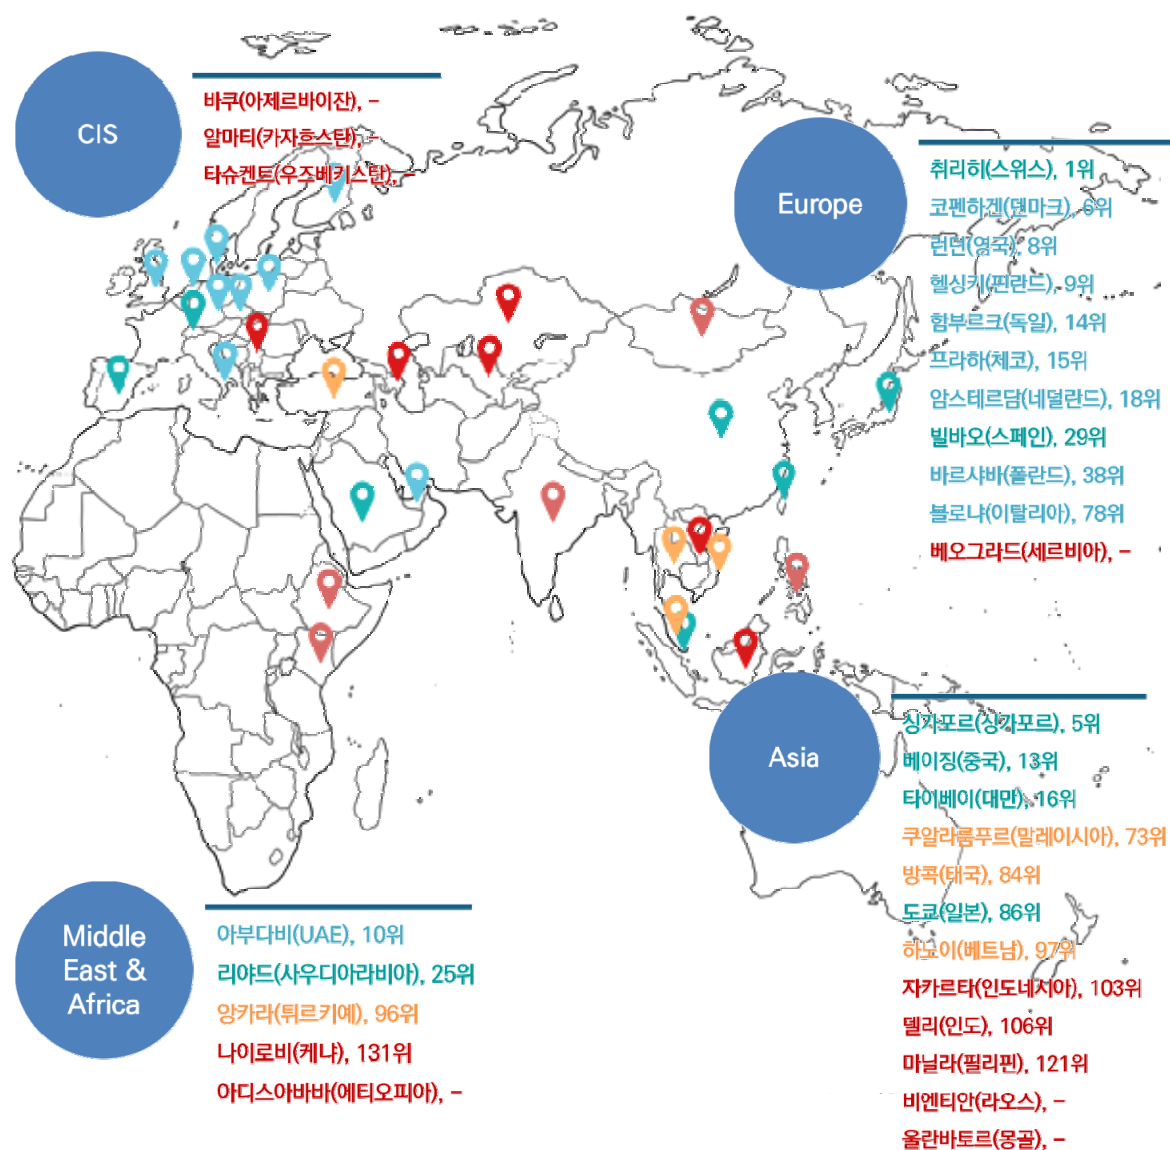 CIS
바쿠(아제르바이잔), -
알마티(카자흐스탄), -
타슈켄트(우즈베키스탄), -
Europe
취리히(스위스), 1위
코펜하겐(덴마크), 6위
런던(영국), 8위
헬싱키(핀란드), 9위
함부르크(독일), 14위
프라하(체코), 15위
암스테르담(네덜란드), 18위
빌바오(스페인), 29위
바르샤바(폴란드), 38위
볼로냐(이탈리아), 78위
베오그라드(세르비아), -
Asia
싱가포르(싱가포르), 5위
베이징(중국), 13위
타이베이(대만), 16위
쿠알라룸푸르(말레이시아), 73위
방콕(태국), 84위
도쿄(일본), 86위
하노이(베트남), 97위
자카르타(인도네시아), 103위
델리(인도), 106위
마닐라(필리핀), 121위
비엔티안(라오스), -
울란바토르(몽골), -
Middle
East &
Africa
아부다비(UAE), 10위
리야드(사우디아라비아), 25위
앙카라(튀르키예), 96위
나이로비(케냐), 131위
아디스아바바(에티오피아), -